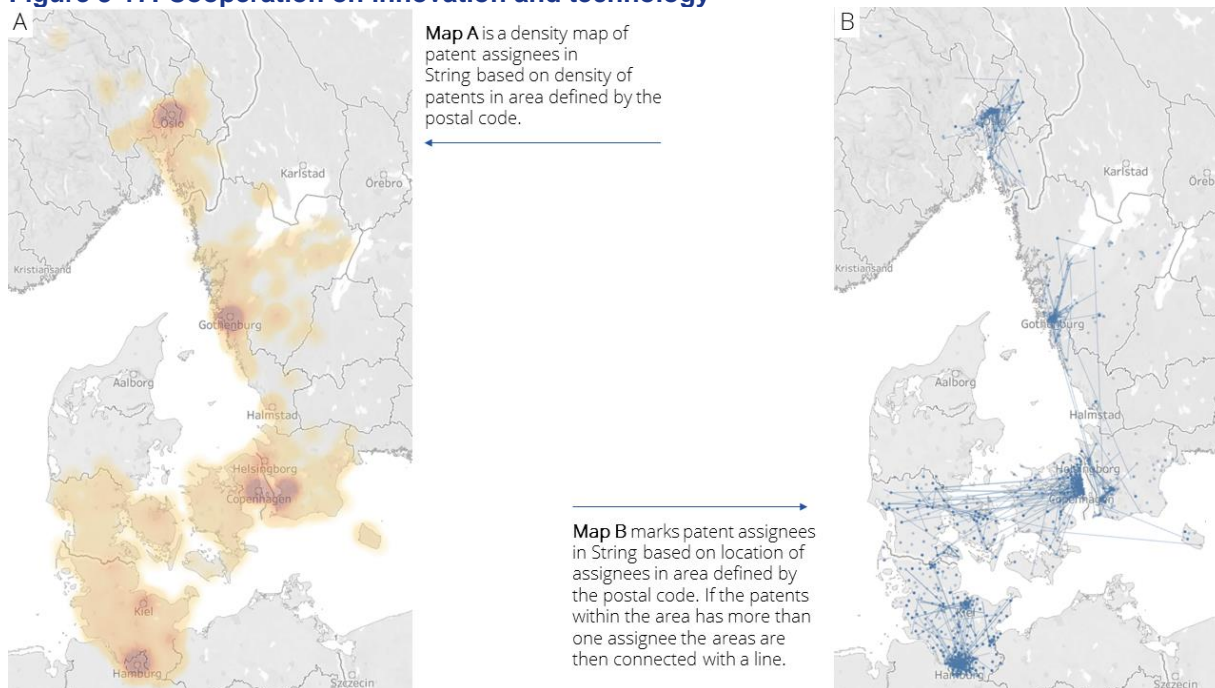 Cooperation on innovation and technology
A
Oslo
Karlstad
Örebro
Kristiansand
Gothenburg
Aalborg
Halmstad
Helsingborg
Copenhagen
Kiel
Hamburg
Szczecin
Map A is a density map of
patent assignees in
String based on density of
patents in area defined by the
postal code.
Map B marks patent assignees
in String based on location of
assignees in area defined by
the postal code. If the patents
within the area has more than
one assignee the areas are
then connected with a line.
B
Karlstad
Öreb
Kristiansand
Gothenburg
Aalborg
Halmstad
Helsingborg
Copenhagen
Kiel
Hamburg
Szczecin